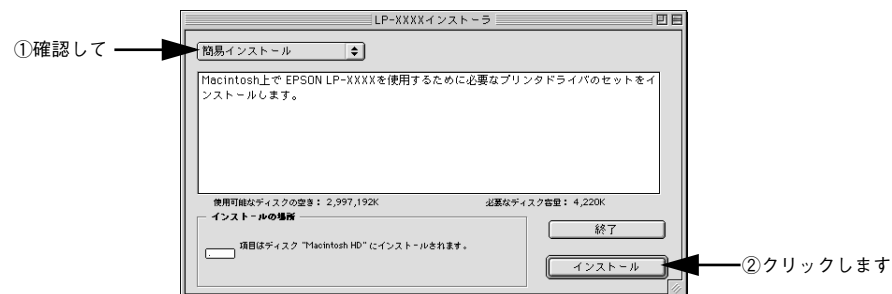 LP-XXXXインストーラ
①確認して
簡易インストール
Macintosh上で EPSON LP-XXXXを使用するために必要なプリンタドライバのセットをイ
ンストールします。
使用可能なディスクの空き： 2,997,192K 必要なディスク容量： 4,220K
インストールの場所
項目はディスク "Macintosh HD" にインストールされます。
終了
インストール
②クリックします